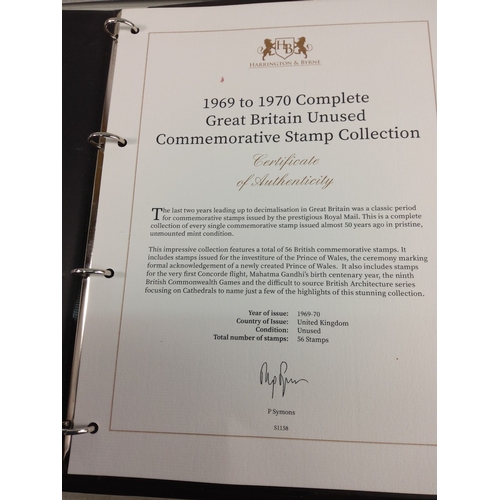 HB
HARRINGTON & BYRNE
1969 to 1970 Complete
Great Britain Unused
Commemorative Stamp Collection
Certificate
of Authenticity
The last two years leading up to decimalisation in Great Britain was a classic period
for commemorative stamps issued by the prestigious Royal Mail. This is a complete
collection of every single commemorative stamp issued almost 50 years ago in pristine,
unmounted mint condition.
This impressive collection features a total of 56 British commemorative stamps. It
includes stamps issued for the investiture of the Prince of Wales, the ceremony marking
formal acknowledgement of a newly created Prince of Wales. It also includes stamps
for the very first Concorde flight, Mahatma Gandhi's birth centenary year, the ninth
British Commonwealth Games and the difficult to source British Architecture series
focusing on Cathedrals to name just a few of the highlights of this stunning collection.
Year of issue: 1969-70
Country of Issue: United Kingdom
Condition: Unused
Total number of stamps: 56 Stamps
P Symons
S1158